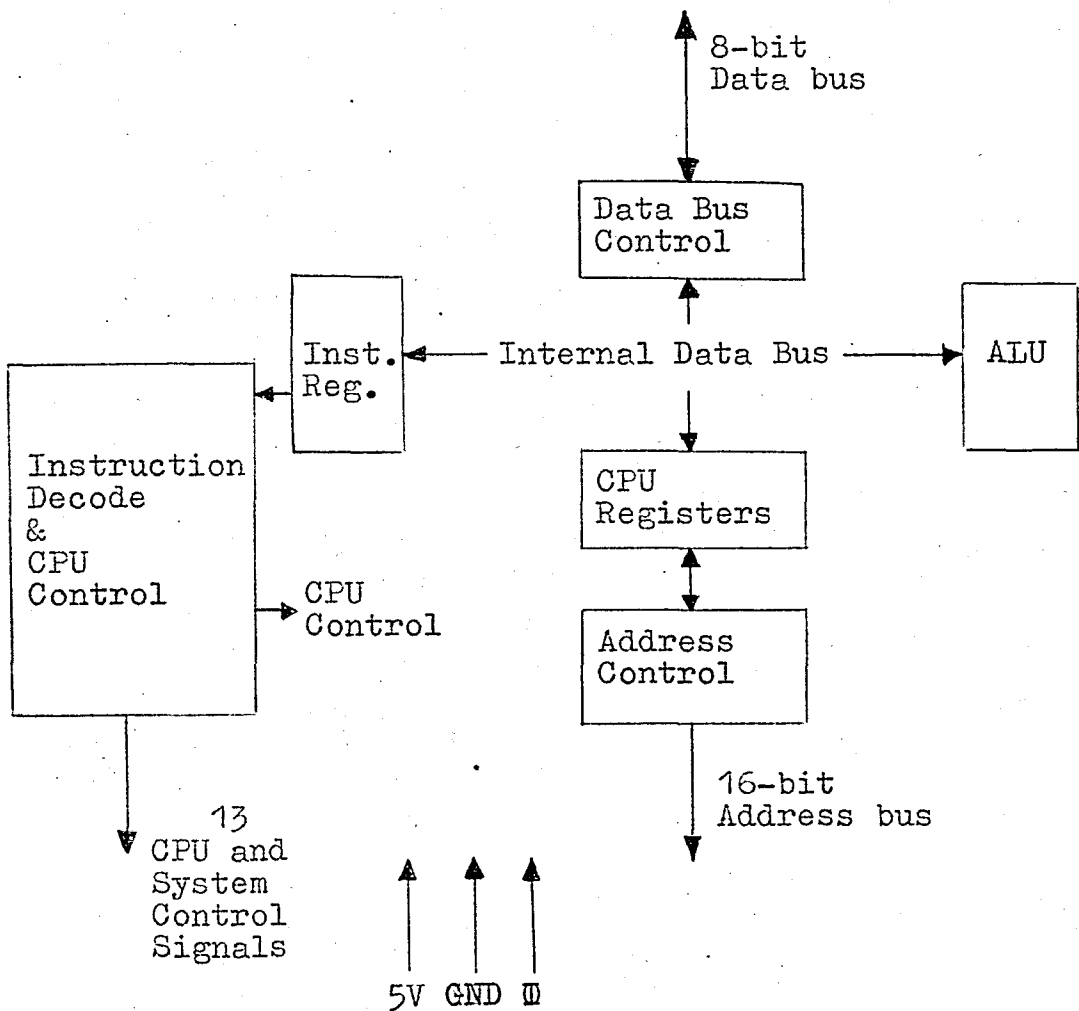 8-bit
Data bus
Data Bus
Control
Inst.
Reg.
Internal Data Bus
ALU
Instruction
Decode
&
CPU
Control
CPU
Registers
CPU
Control
Address
Control
16-bit
Address bus
13
CPU and
System
Control
Signals
5V GND Φ